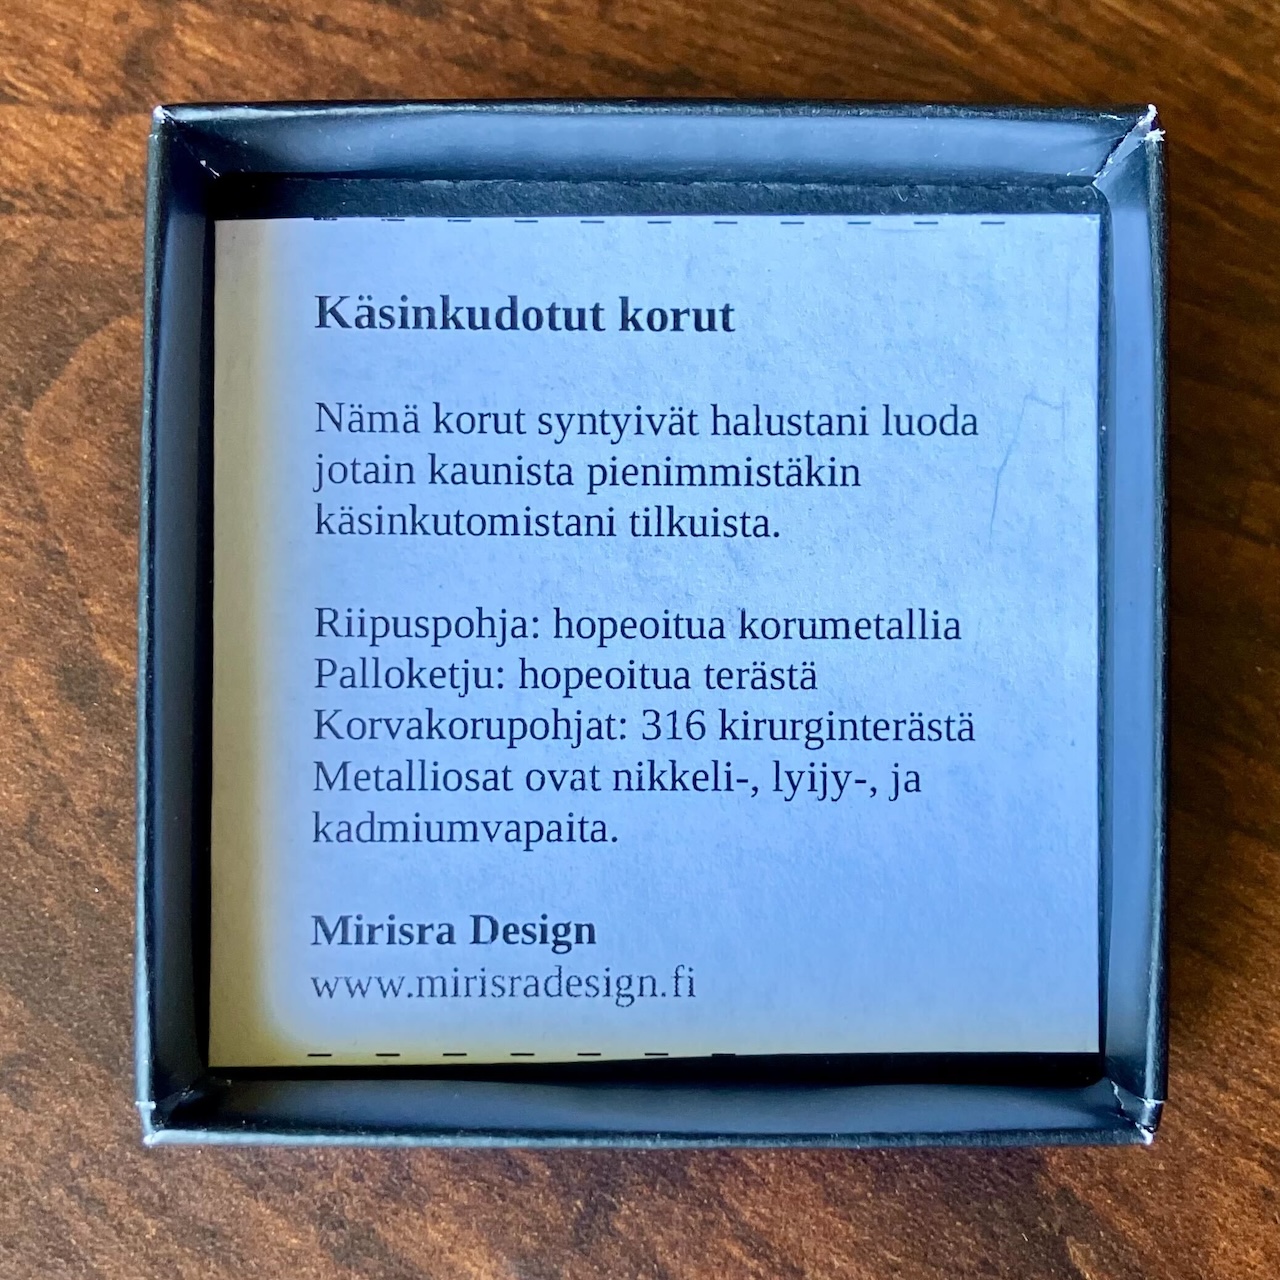 Käsinkudotut korut
Nämä korut syntyivät halustani luoda
jotain kaunista pienimmistäkin
käsinkutomistani tilkuista.
Riipuspohja: hopeoitua korumetallia
Palloketju: hopeoitua terästä
Korvakorupohjat: 316 kirurginterästä
Metalliosat ovat nikkeli-, lyijy-, ja
kadmiumvapaita.
Mirisra Design
www.mirisradesign.fi